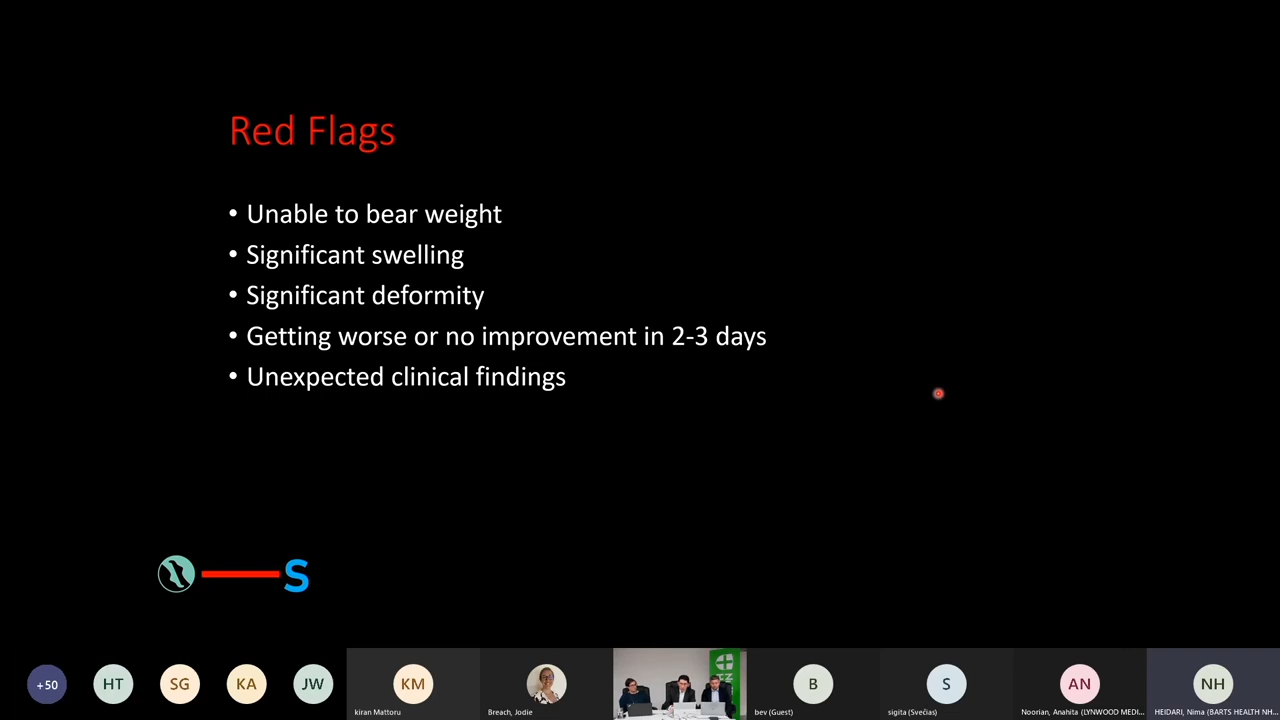 Red Flags
• Unable to bear weight
• Significant swelling
• Significant deformity
• Getting worse or no improvement in 2-3 days
• Unexpected clinical findings
S
+50
HT
SG
KA
JW
KM
B
S
AN
NH
kiran Mattoru
Breach, Jodie
bev (Guest)
sigita (Svečias)
Noorian, Anahita (LYNWOOD MEDI...
HEIDARI, Nima (BARTS HEALTH NH...